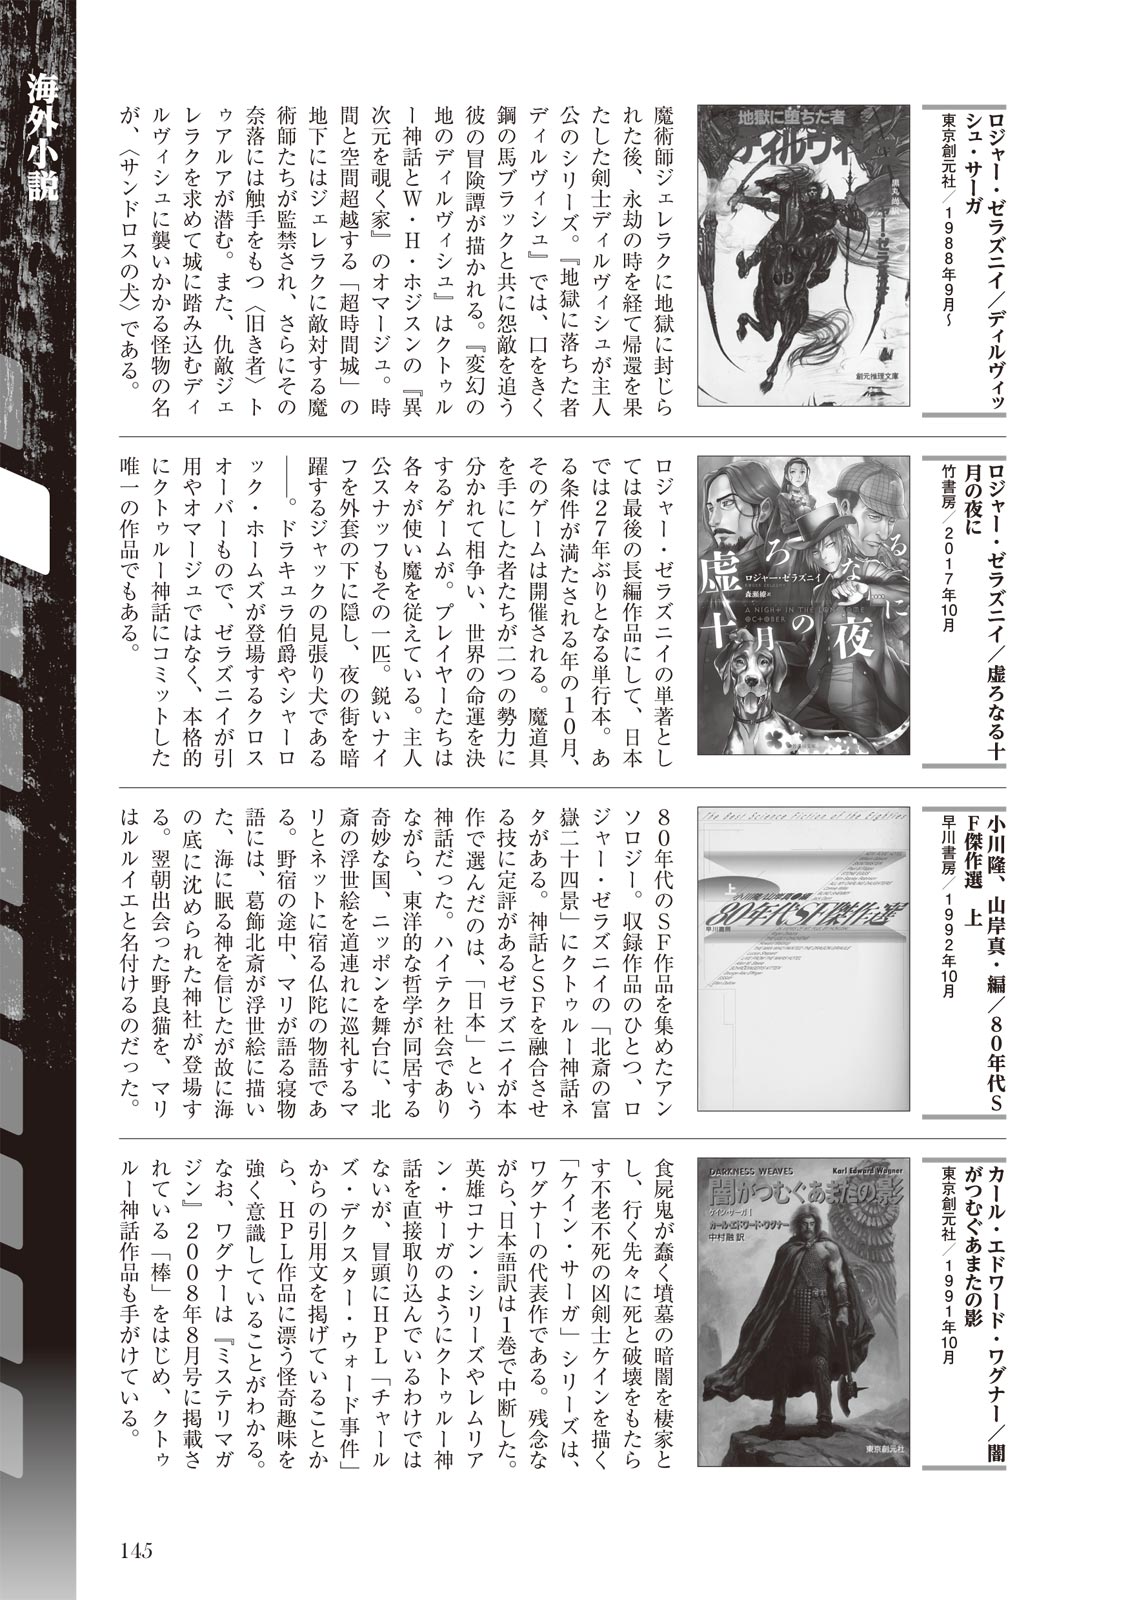 海外小説
ロジャー・ゼラズニイ／ディルヴィッ
シュ・サーガ
東京創元社／1988年9月～
地獄に堕ちた者
ディルヴィ
黒丸尚訳
創元推理文庫
魔術師ジェレラクに地獄に封じら
れた後、永劫の時を経て帰還を果
たした剣士ディルヴィシュが主人
公のシリーズ。『地獄に落ちた者
ディルヴィシュ』では、口をきく
鋼の馬ブラックと共に怨敵を追う
彼の冒険譚が描かれる。『変幻の
地のディルヴィシュ』はクトゥル
ー神話とW・H・ホジスンの『異
次元を覗く家』のオマージュ。時
間と空間超越する「超時間城」の
地下にはジェレラクに敵対する魔
術師たちが監禁され、さらにその
奈落には触手をもつ〈旧き者〉ト
ゥアルアが潜む。また、仇敵ジェ
レラクを求めて城に踏み込むディ
ルヴィシュに襲いかかる怪物の名
が、〈サンドロスの犬〉である。
ロジャー・ゼラズニイ／虚ろなる十
月の夜に
竹書房／2017年10月
虚ろなる
十月の夜に
ロジャー・ゼラズニイ
森瀬繚 訳
A NIGHT IN THE LONESOME
OCTOBER
ロジャー・ゼラズニイの単著とし
ては最後の長編作品にして、日本
では27年ぶりとなる単行本。あ
る条件が満たされる年の10月、
そのゲームは開催される。魔道具
を手にした者たちが二つの勢力に
分かれて相争い、世界の命運を決
するゲームが。プレイヤーたちは
各々が使い魔を従えている。主人
公スナッフもその一匹。鋭いナイ
フを外套の下に隠し、夜の街を暗
躍するジャックの見張り犬である
――。ドラキュラ伯爵やシャーロ
ック・ホームズが登場するクロス
オーバーもので、ゼラズニイが引
用やオマージュではなく、本格的
にクトゥルー神話にコミットした
唯一の作品でもある。
小川隆、山岸真・編／80年代S
F傑作選　上
早川書房／1992年10月
The Best Science Fiction of the Eighties
上
小川隆/山岸真●編
80年代SF傑作選
早川書房
80年代のSF作品を集めたアン
ソロジー。収録作品のひとつ、ロ
ジャー・ゼラズニイの「北斎の富
嶽二十四景」にクトゥルー神話ネ
タがある。神話とSFを融合させ
る技に定評があるゼラズニイが本
作で選んだのは、「日本」という
神話だった。ハイテク社会であり
ながら、東洋的な哲学が同居する
奇妙な国、ニッポンを舞台に、北
斎の浮世絵を道連れに巡礼するマ
リとネットに宿る仏陀の物語であ
る。野宿の途中、マリが語る寝物
語には、葛飾北斎が浮世絵に描い
た、海に眠る神を信じたが故に海
の底に沈められた神社が登場す
る。翌朝出会った野良猫を、マリ
はルルイエと名付けるのだった。
カール・エドワード・ワグナー／闇
がつむぐあまたの影
東京創元社／1991年10月
DARKNESS WEAVES
Karl Edward Wagner
闇がつむぐあまたの影
ケイン・サーガ1
カール・エドワード・ワグナー
中村融 訳
東京創元社
食屍鬼が蠢く墳墓の暗闇を棲家と
し、行く先々に死と破壊をもたら
す不老不死の凶剣士ケインを描く
「ケイン・サーガ」シリーズは、
ワグナーの代表作である。残念な
がら、日本語訳は1巻で中断した。
英雄コナン・シリーズやレムリア
ン・サーガのようにクトゥルー神
話を直接取り込んでいるわけでは
ないが、冒頭にHPL「チャール
ズ・デクスター・ウォード事件」
からの引用文を掲げていることか
ら、HPL作品に漂う怪奇趣味を
強く意識していることがわかる。
なお、ワグナーは『ミステリマガ
ジン』2008年8月号に掲載さ
れている「棒」をはじめ、クトゥ
ルー神話作品も手がけている。
145